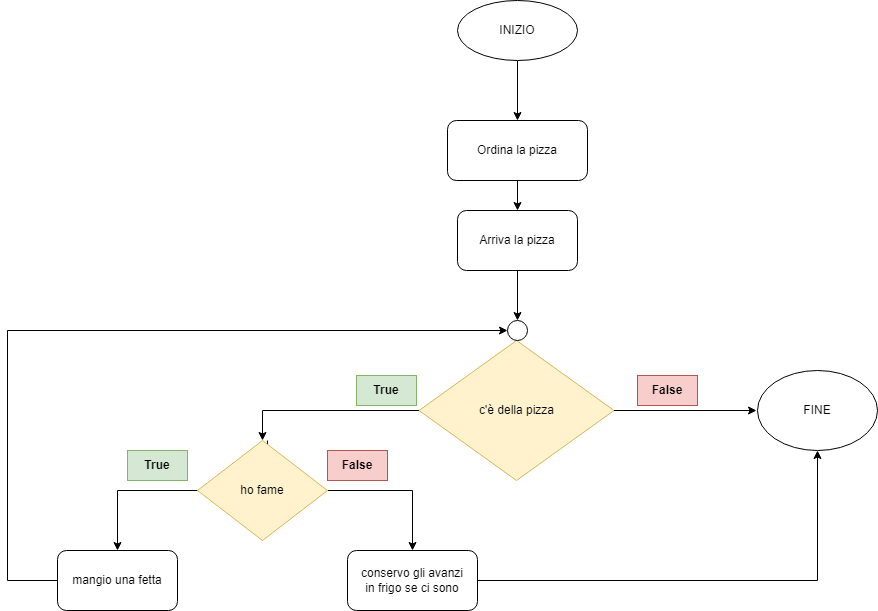 INIZIO
Ordina la pizza
Arriva la pizza
True
False
c'è della pizza
FINE
True
False
ho fame
mangio una fetta
conservo gli avanzi
in frigo se ci sono